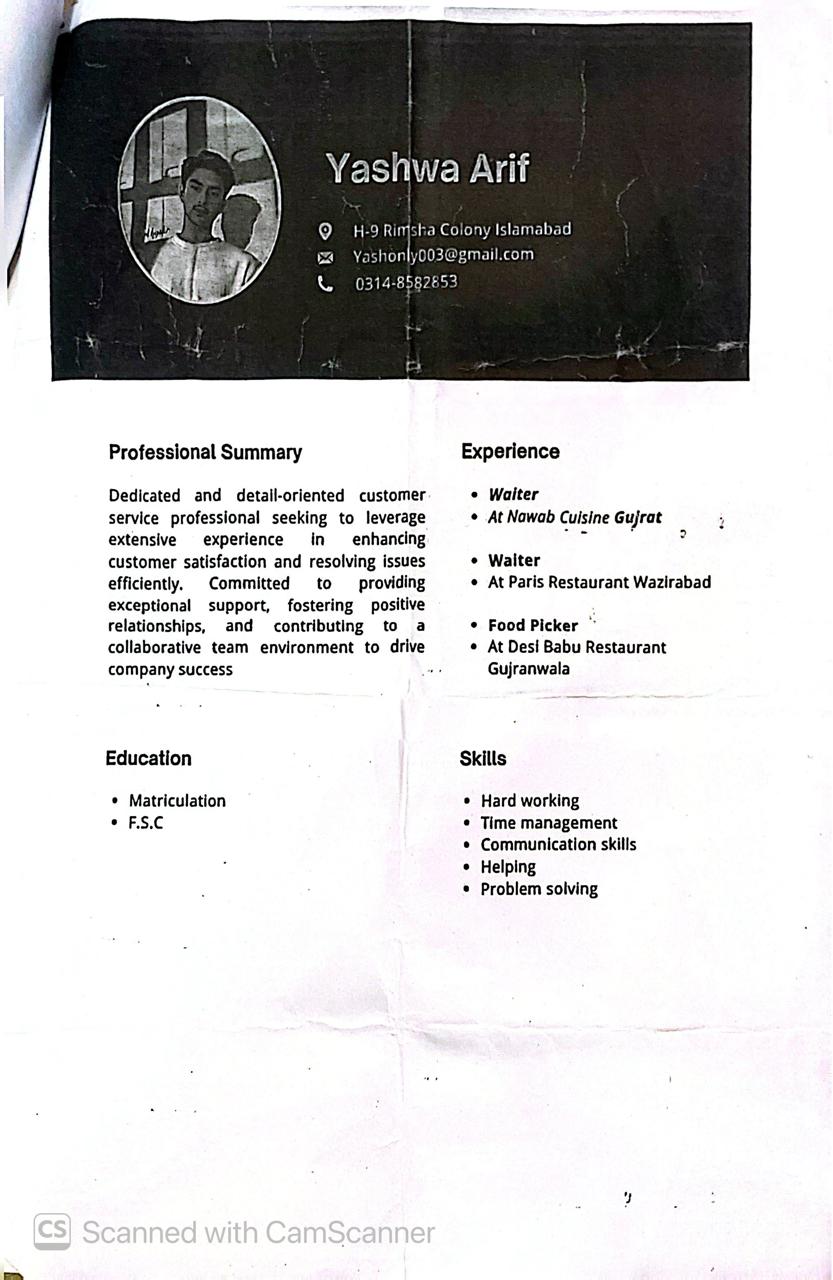 Yashwa Arif
H-9 Rimsha Colony Islamabad
Yashonly003@gmail.com
0314-8582853
Professional Summary
Dedicated and detail-oriented customer
service professional seeking to leverage
extensive experience in enhancing
customer satisfaction and resolving issues
efficiently. Committed to providing
exceptional support, fostering positive
relationships, and contributing to a
collaborative team environment to drive
company success
Experience
• Waiter
• At Nawab Cuisine Gujrat
• Waiter
• At Paris Restaurant Wazirabad
• Food Picker
• At Desi Babu Restaurant
Gujranwala
Education
• Matriculation
• F.S.C
Skills
• Hard working
• Time management
• Communication skills
• Helping
• Problem solving
CS Scanned with CamScanner